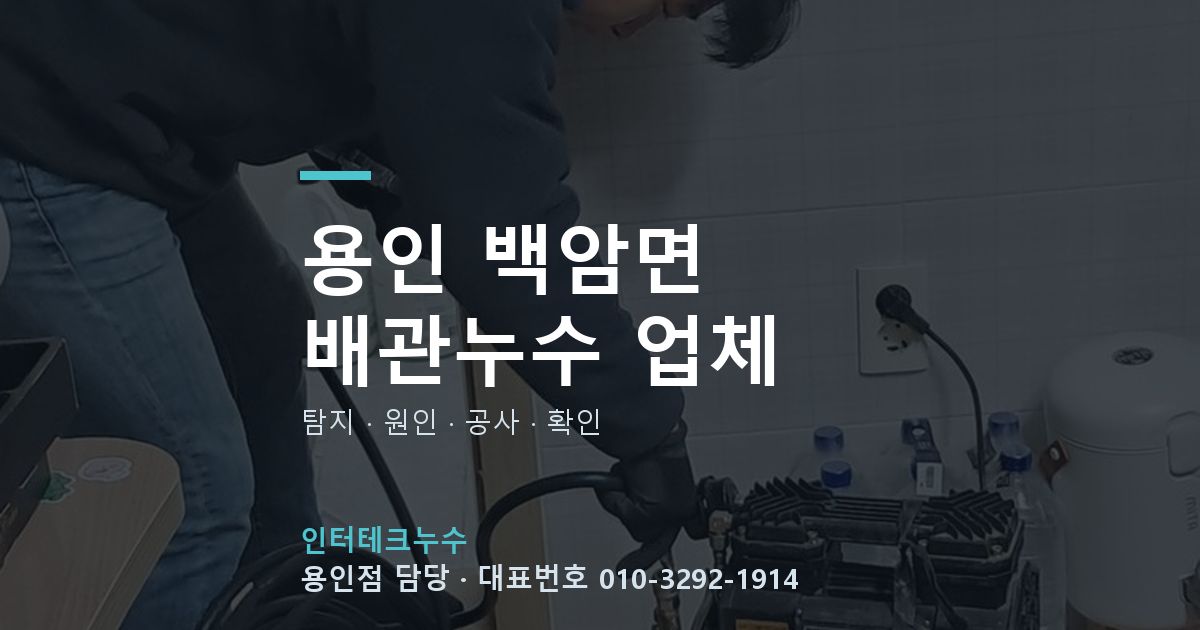 용인 백암면
배관누수 업체
탐지 · 원인 · 공사 · 확인
인터테크누수
용인점 담당 · 대표번호 010-3292-1914